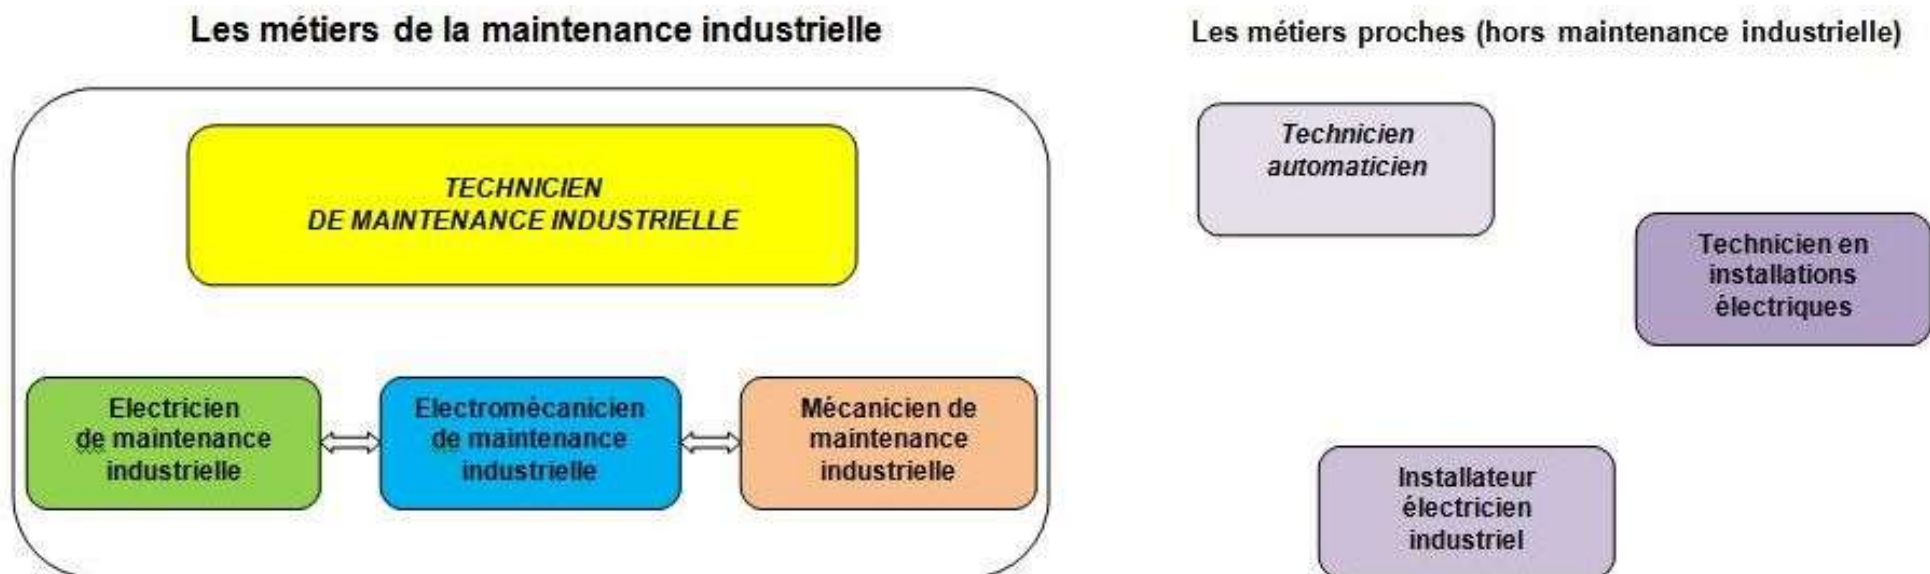 Les métiers de la maintenance industrielle
Les métiers proches (hors maintenance industrielle)
TECHNICIEN
DE MAINTENANCE INDUSTRIELLE
Technicien
automaticien
Technicien en
installations
électriques
Electricien
de maintenance
industrielle
Electromécanicien
de maintenance
industrielle
Mécanicien de
maintenance
industrielle
Installateur
électricien
industriel